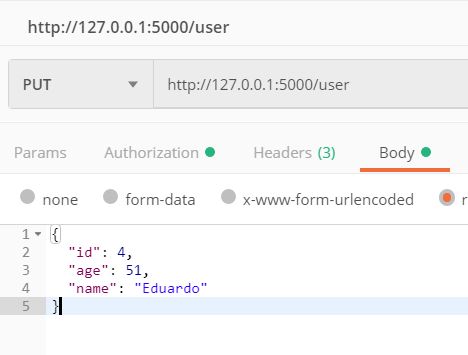 http://127.0.0.1:5000/user
PUT http://127.0.0.1:5000/user
Params Authorization Headers (3) Body
none form-data x-www-form-urlencoded r
1 {
2 "id": 4,
3 "age": 51,
4 "name": "Eduardo"
5 }